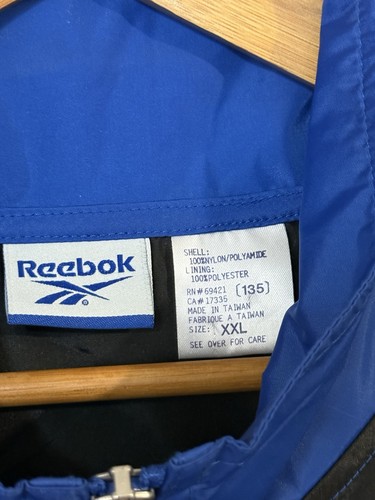 Reebok
®
SHELL:
100%NYLON/POLYAMIDE
LINING:
100%POLYESTER
RN#69421 (135)
CA#17335
MADE IN TAIWAN
FABRIQUE A TAIWAN
SIZE: XXL
SEE OVER FOR CARE